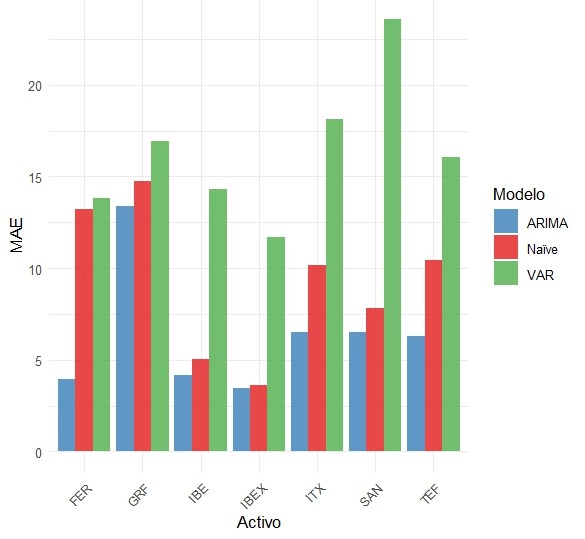 MAE
20
15
10
5
0
FER
GRF
IBE
IBEX
ITX
SAN
TEF
Activo
Modelo
ARIMA
Naïve
VAR